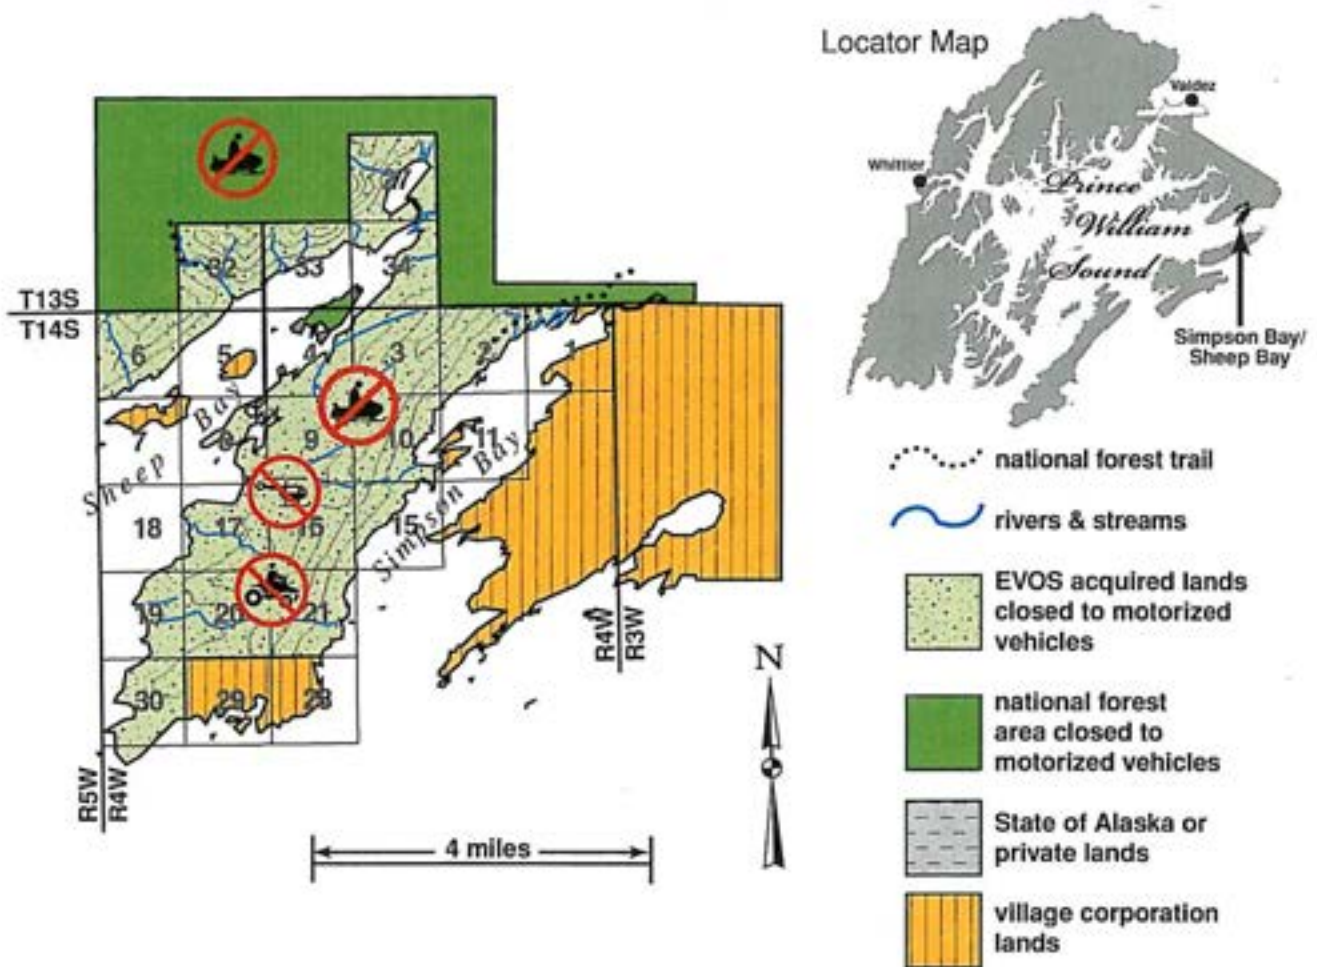 Locator Map
Valdez
Whittier
Prince
William
Sound
Simpson Bay/
Sheep Bay
T13S
T14S
32
33
34
6
5
4
3
2
1
7
8
9
10
11
Sheep Bay
18
17
16
15
Simpson Bay
19
20
21
30
29
28
R4W
R3W
R5W
R4W
N
4 miles
national forest trail
rivers & streams
EVOS acquired lands
closed to motorized
vehicles
national forest
area closed to
motorized vehicles
State of Alaska or
private lands
village corporation
lands